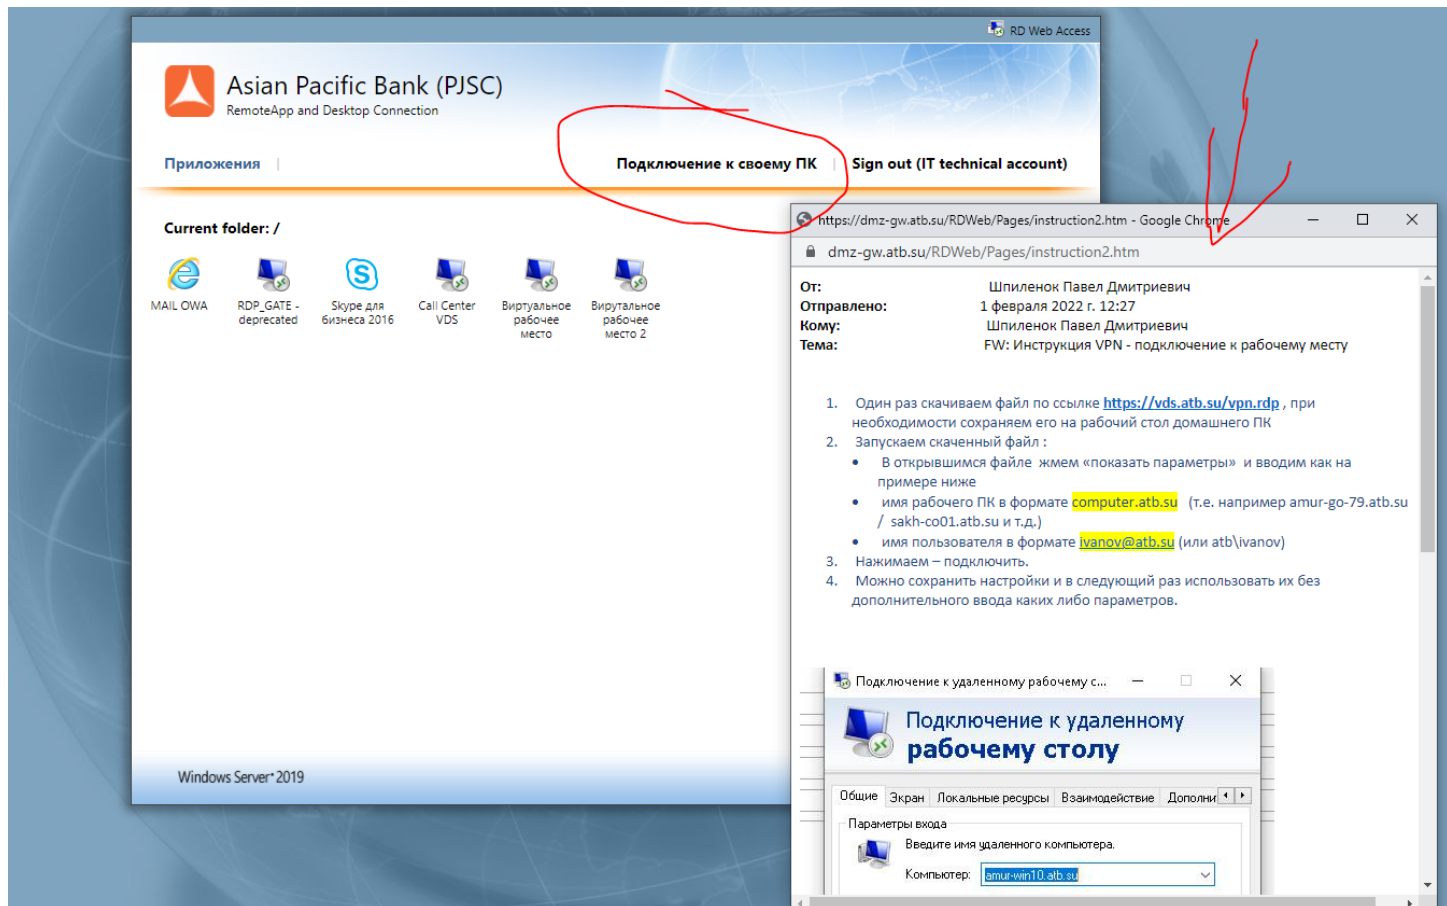 RD Web Access
Asian Pacific Bank (PJSC)
RemoteApp and Desktop Connection
Приложения
Подключение к своему ПК
Sign out (IT technical account)
Current folder: /
MAIL OWA
RDP_GATE -
deprecated
Skype для
бизнеса 2016
Call Center
VDS
Виртуальное
рабочее
место
Вирутальное
рабочее
место 2
Windows Server 2019
https://dmz-gw.atb.su/RDWeb/Pages/instruction2.htm - Google Chrome
dmz-gw.atb.su/RDWeb/Pages/instruction2.htm
От: Шпиленок Павел Дмитриевич
Отправлено: 1 февраля 2022 г. 12:27
Кому: Шпиленок Павел Дмитриевич
Тема: FW: Инструкция VPN - подключение к рабочему месту
1. Один раз скачиваем файл по ссылке https://vds.atb.su/vpn.rdp , при
необходимости сохраняем его на рабочий стол домашнего ПК
2. Запускаем скаченный файл :
• В открывшимся файле жмем «показать параметры» и вводим как на
примере ниже
• имя рабочего ПК в формате computer.atb.su (т.е. например amur-go-79.atb.su
/ sakh-co01.atb.su и т.д.)
• имя пользователя в формате ivanov@atb.su (или atb\ivanov)
3. Нажимаем – подключить.
4. Можно сохранить настройки и в следующий раз использовать их без
дополнительного ввода каких либо параметров.
Подключение к удаленному рабочему с...
Подключение к удаленному
рабочему столу
Общие Экран Локальные ресурсы Взаимодействие Дополни
Параметры входа
Введите имя удаленного компьютера.
Компьютер: amur-win10.atb.su